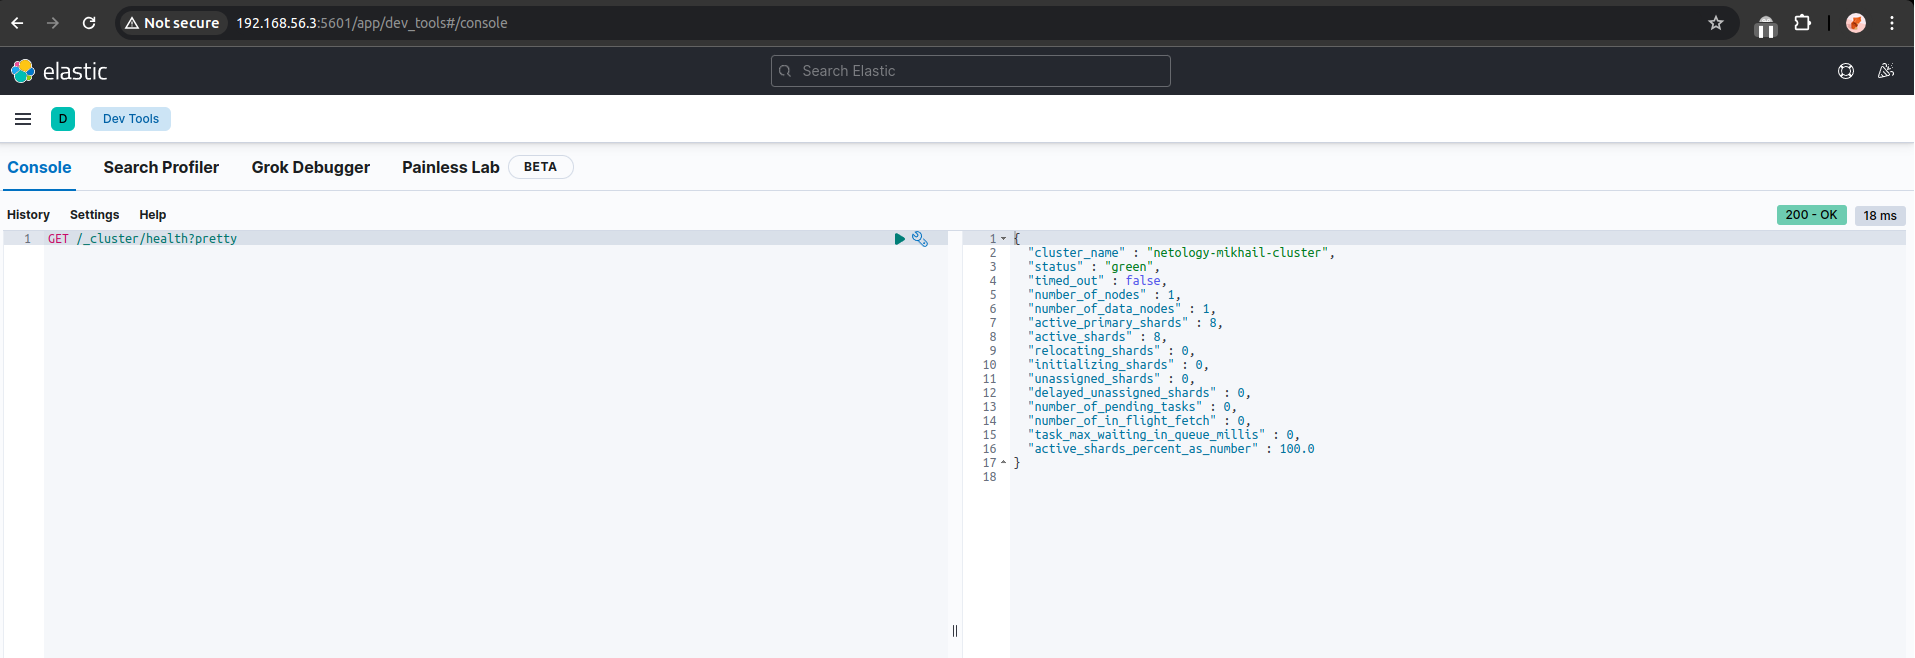 Not secure 192.168.56.3:5601/app/dev_tools#/console
elastic Search Elastic
D Dev Tools
Console Search Profiler Grok Debugger Painless Lab BETA
History Settings Help 200 - OK 18 ms
1 GET /_cluster/health?pretty
1 {
2 "cluster_name" : "netology-mikhail-cluster",
3 "status" : "green",
4 "timed_out" : false,
5 "number_of_nodes" : 1,
6 "number_of_data_nodes" : 1,
7 "active_primary_shards" : 8,
8 "active_shards" : 8,
9 "relocating_shards" : 0,
10 "initializing_shards" : 0,
11 "unassigned_shards" : 0,
12 "delayed_unassigned_shards" : 0,
13 "number_of_pending_tasks" : 0,
14 "number_of_in_flight_fetch" : 0,
15 "task_max_waiting_in_queue_millis" : 0,
16 "active_shards_percent_as_number" : 100.0
17 }
18